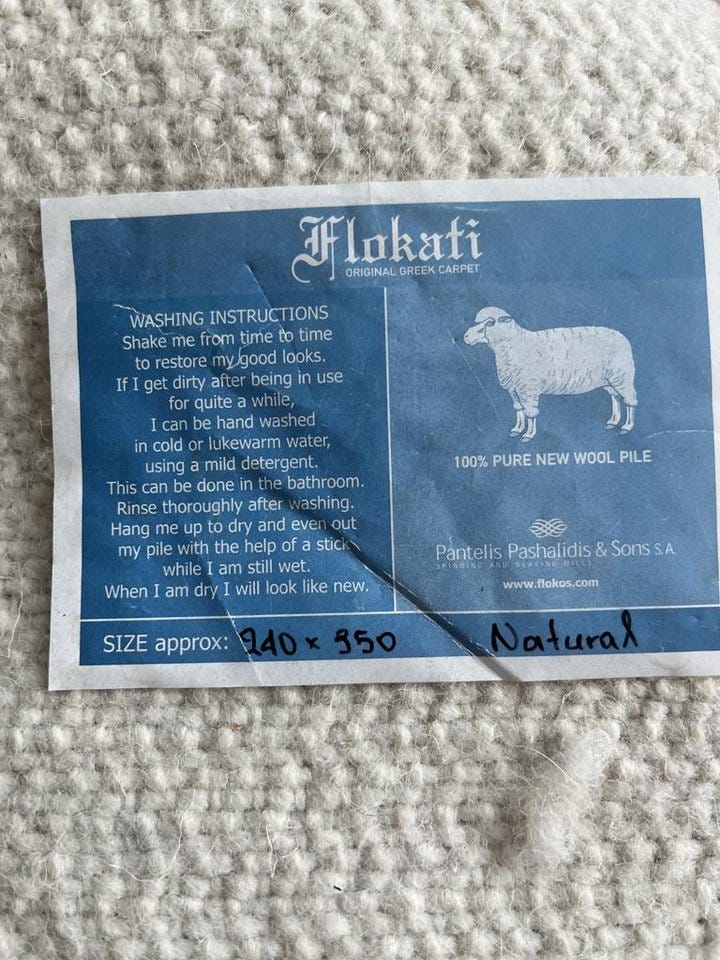 Flokati
ORIGINAL GREEK CARPET
WASHING INSTRUCTIONS
Shake me from time to time
to restore my good looks.
If I get dirty after being in use
for quite a while,
I can be hand washed
in cold or lukewarm water,
using a mild detergent.
This can be done in the bathroom.
Rinse thoroughly after washing.
Hang me up to dry and even out
my pile with the help of a stick
while I am still wet.
When I am dry I will look like new.
100% PURE NEW WOOL PILE
Pantelis Pashalidis & Sons S.A.
SPINNING AND WEAVING MILLS
www.flokos.com
SIZE approx: 240 x 350 Natural